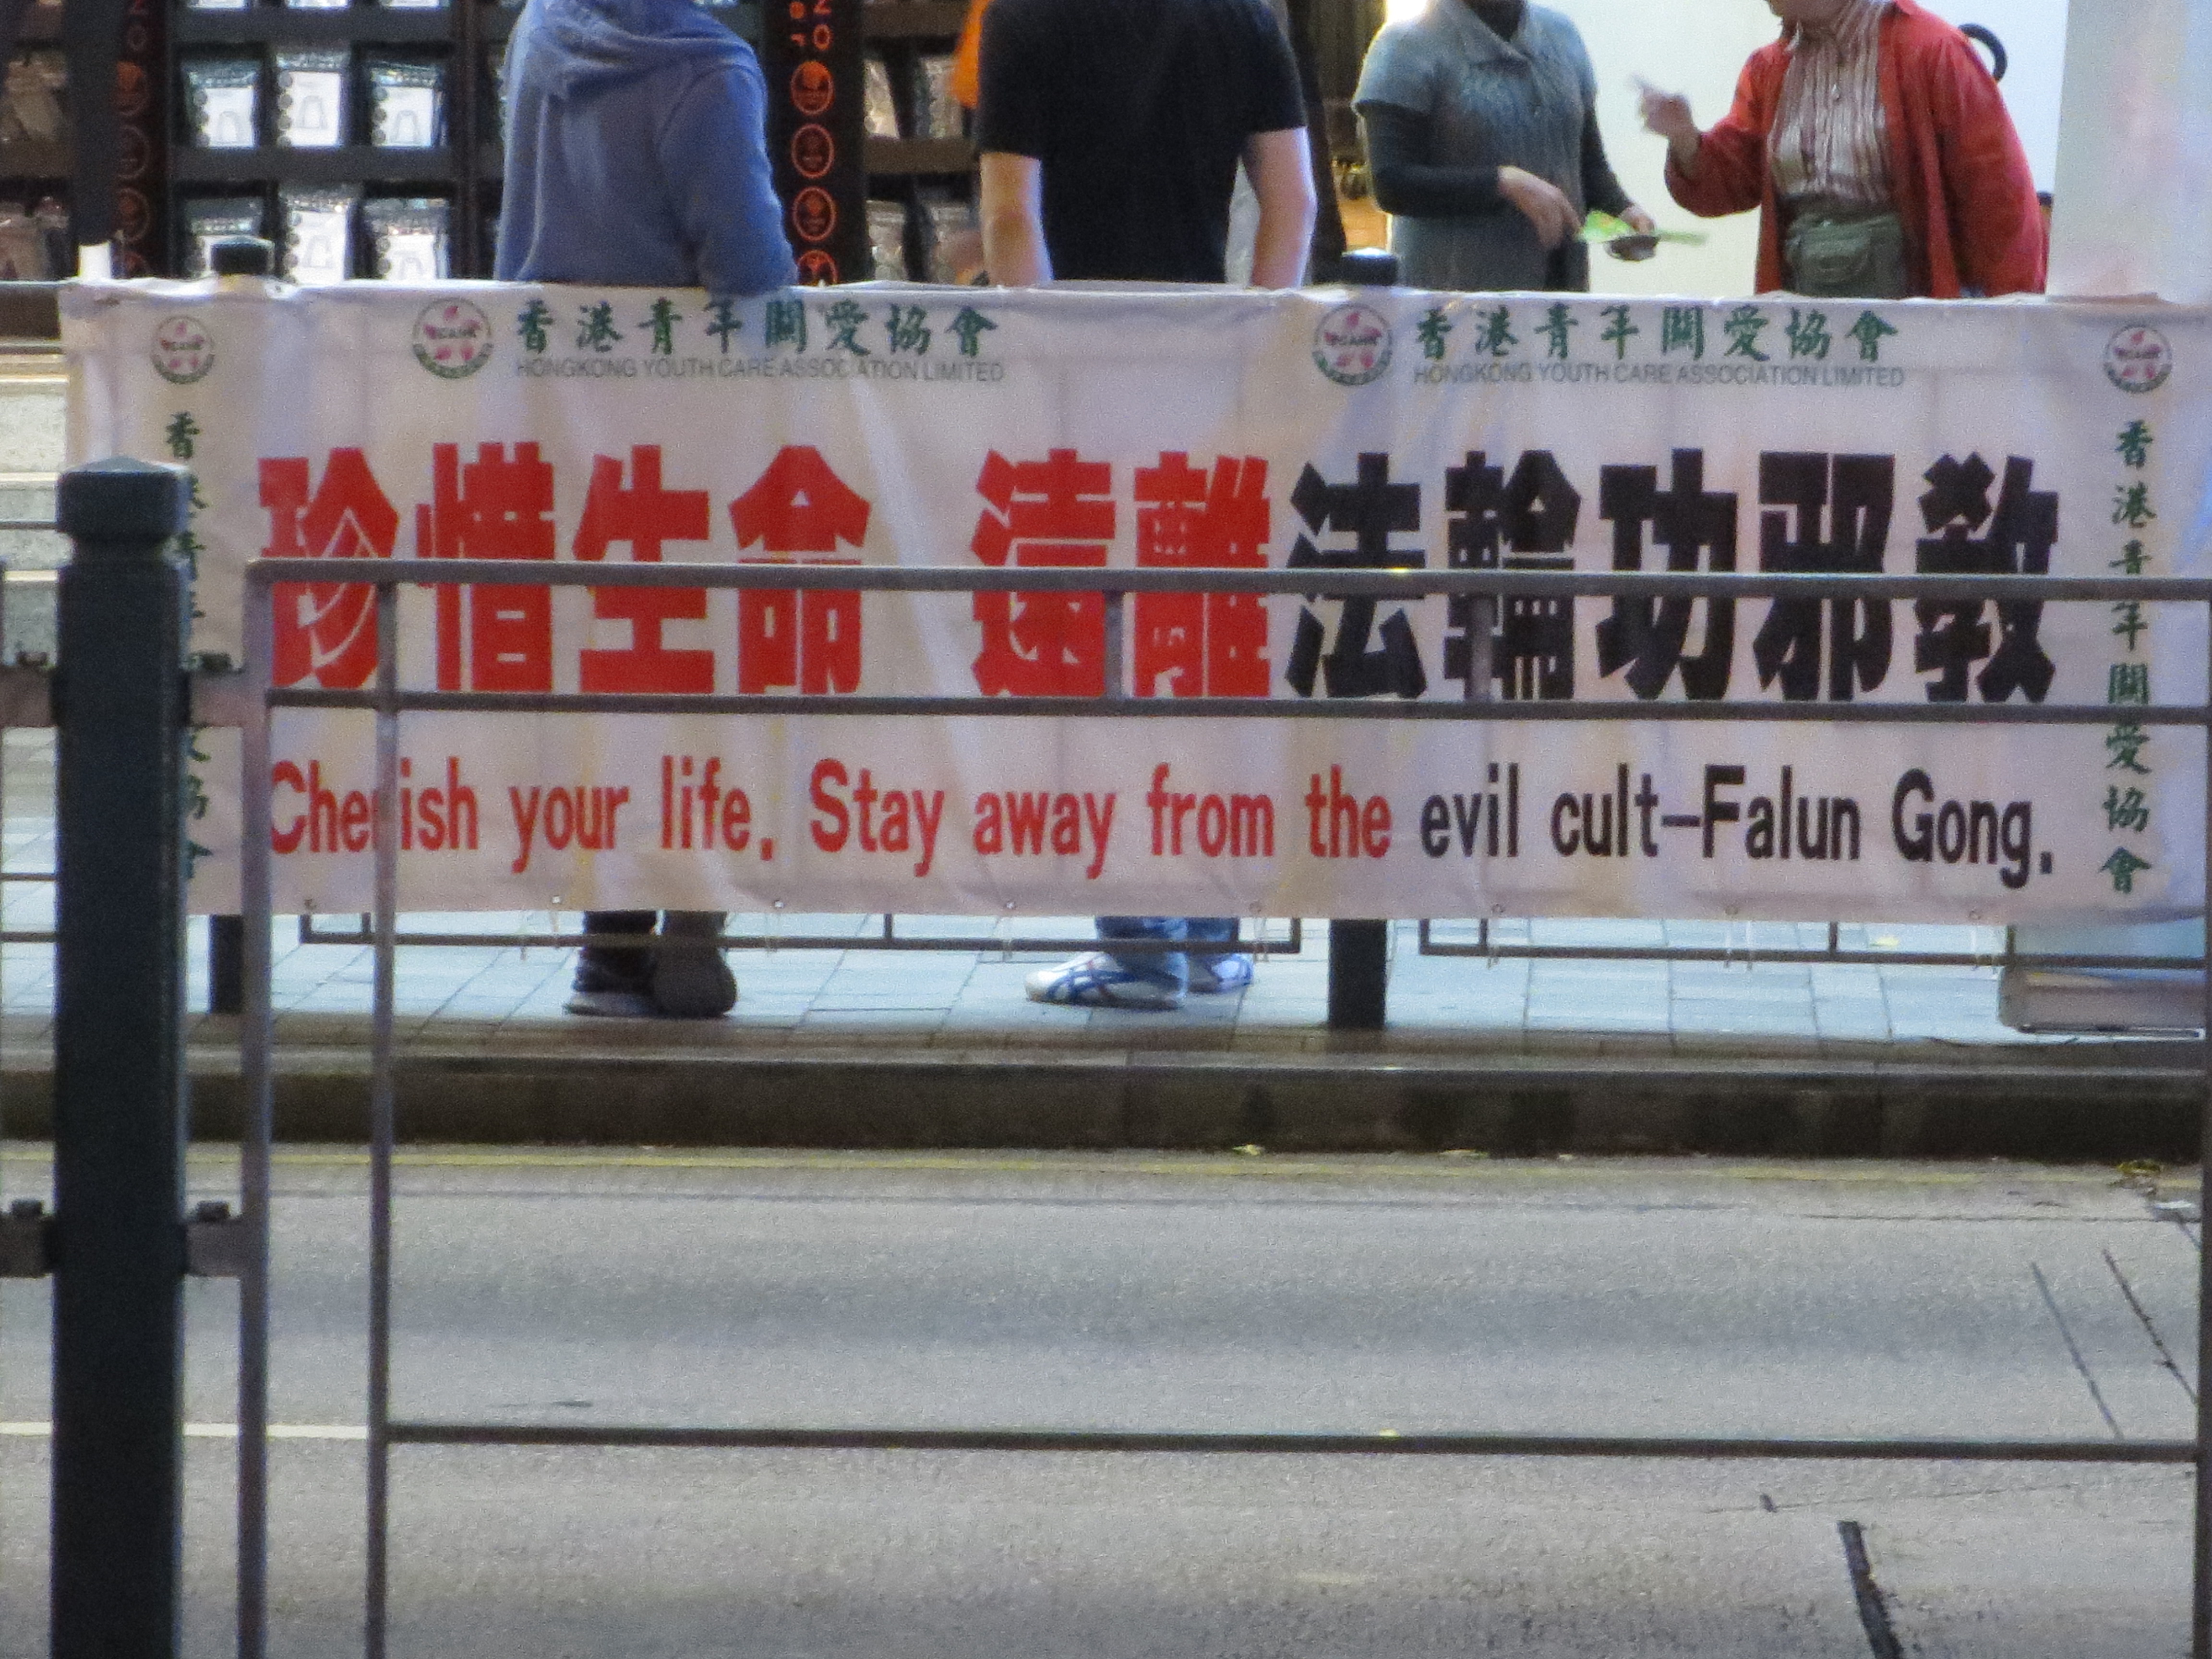 香港青年關愛協會
HONGKONG YOUTH CARE ASSOCIATION LIMITED
香港青年關愛協會
HONGKONG YOUTH CARE ASSOCIATION LIMITED
珍惜生命 遠離法輪功邪教
Cherish your life. Stay away from the evil cult-Falun Gong.
香港青年關愛協會